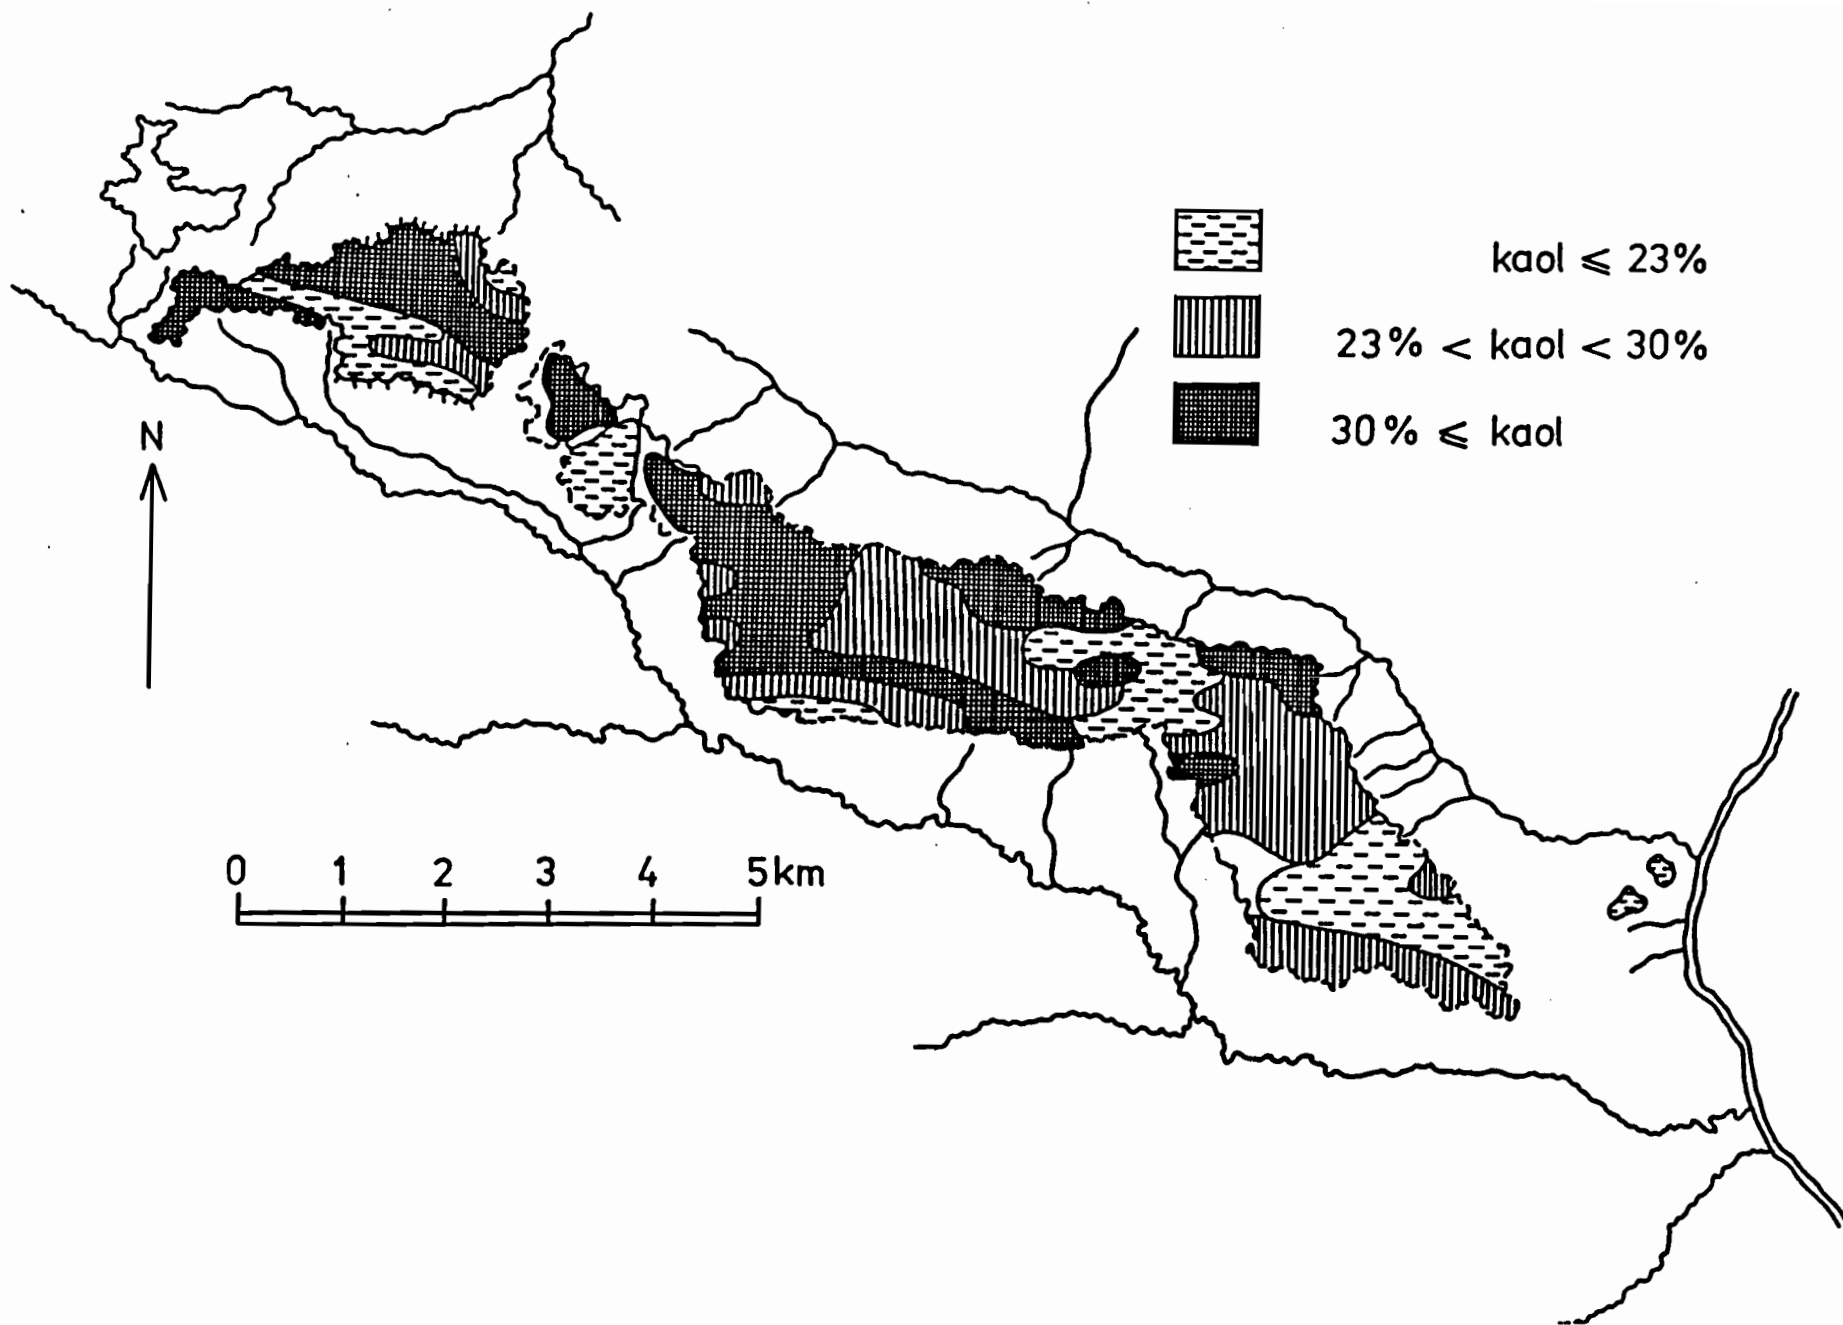 kaol ⩽ 23%
23% < kaol < 30%
30% ⩽ kaol
N
0 1 2 3 4 5km